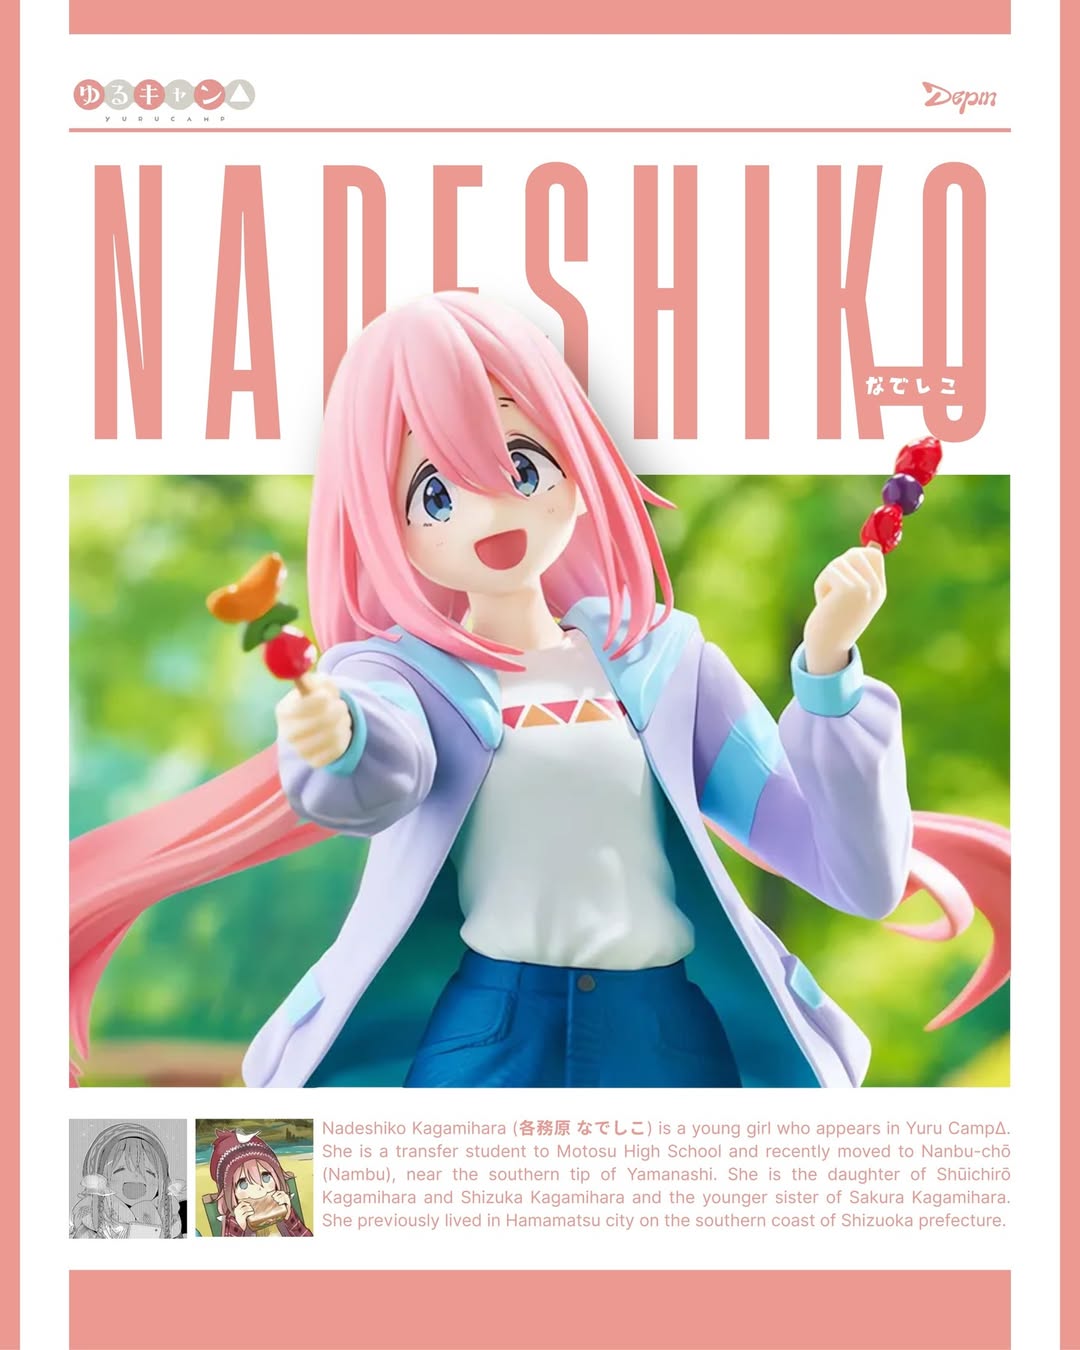 ゆるキャン△
YURUCAMP
Depin
NADESHIKO
なでしこ
Nadeshiko Kagamihara (各務原 なでしこ) is a young girl who appears in Yuru CampΔ.
She is a transfer student to Motosu High School and recently moved to Nanbu-chō
(Nambu), near the southern tip of Yamanashi. She is the daughter of Shūichirō
Kagamihara and Shizuka Kagamihara and the younger sister of Sakura Kagamihara.
She previously lived in Hamamatsu city on the southern coast of Shizuoka prefecture.